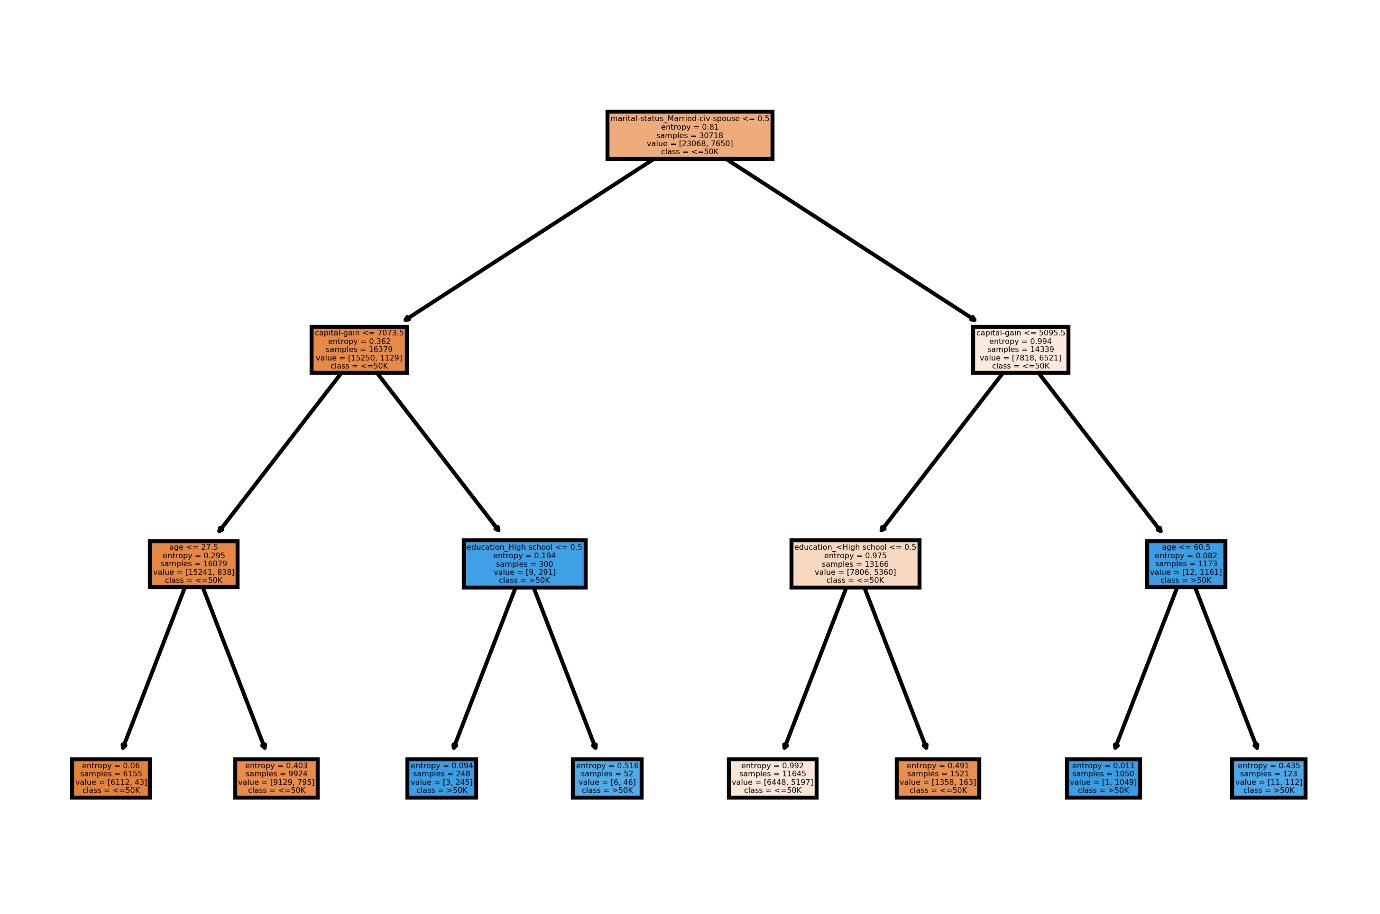 marital-status_Married-civ-spouse <= 0.5
entropy = 0.81
samples = 30718
value = [23068, 7650]
class = <=50K
capital-gain <= 7073.5
entropy = 0.362
samples = 16379
value = [15250, 1129]
class = <=50K
capital-gain <= 5095.5
entropy = 0.994
samples = 14339
value = [7818, 6521]
class = <=50K
age <= 27.5
entropy = 0.295
samples = 16079
value = [15241, 838]
class = <=50K
education_High school <= 0.5
entropy = 0.194
samples = 300
value = [9, 291]
class = >50K
education_<High school <= 0.5
entropy = 0.975
samples = 13166
value = [7806, 5360]
class = <=50K
age <= 60.5
entropy = 0.082
samples = 1173
value = [12, 1161]
class = >50K
entropy = 0.06
samples = 6155
value = [6112, 43]
class = <=50K
entropy = 0.403
samples = 9924
value = [9129, 795]
class = <=50K
entropy = 0.094
samples = 248
value = [3, 245]
class = >50K
entropy = 0.516
samples = 52
value = [6, 46]
class = >50K
entropy = 0.992
samples = 11645
value = [6448, 5197]
class = <=50K
entropy = 0.491
samples = 1521
value = [1358, 163]
class = <=50K
entropy = 0.011
samples = 1050
value = [1, 1049]
class = >50K
entropy = 0.435
samples = 123
value = [11, 112]
class = >50K